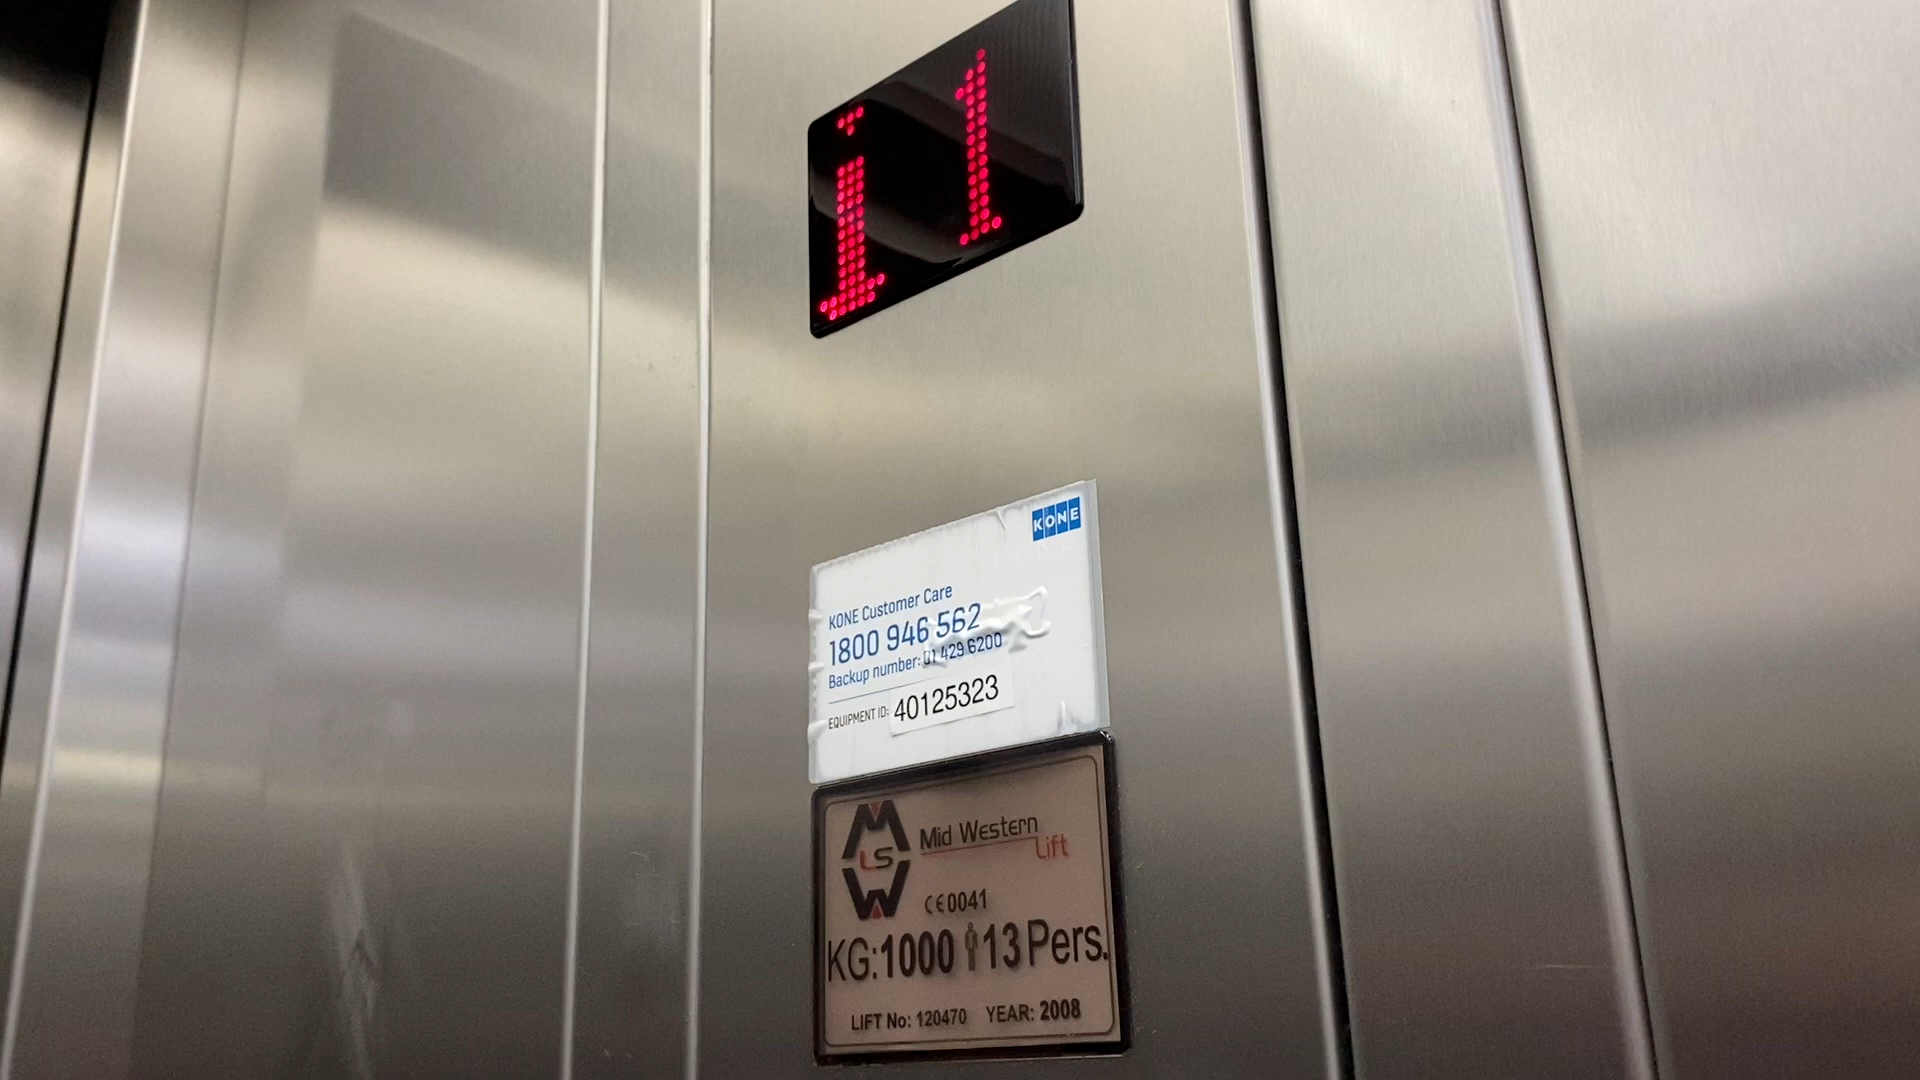 1
KONE
KONE Customer Care
1800 946 562
Backup number: 01 429 6200
EQUIPMENT ID: 40125323
MLSW
Mid Western
Lift
CE0041
KG:1000 13 Pers.
LIFT No: 120470 YEAR: 2008